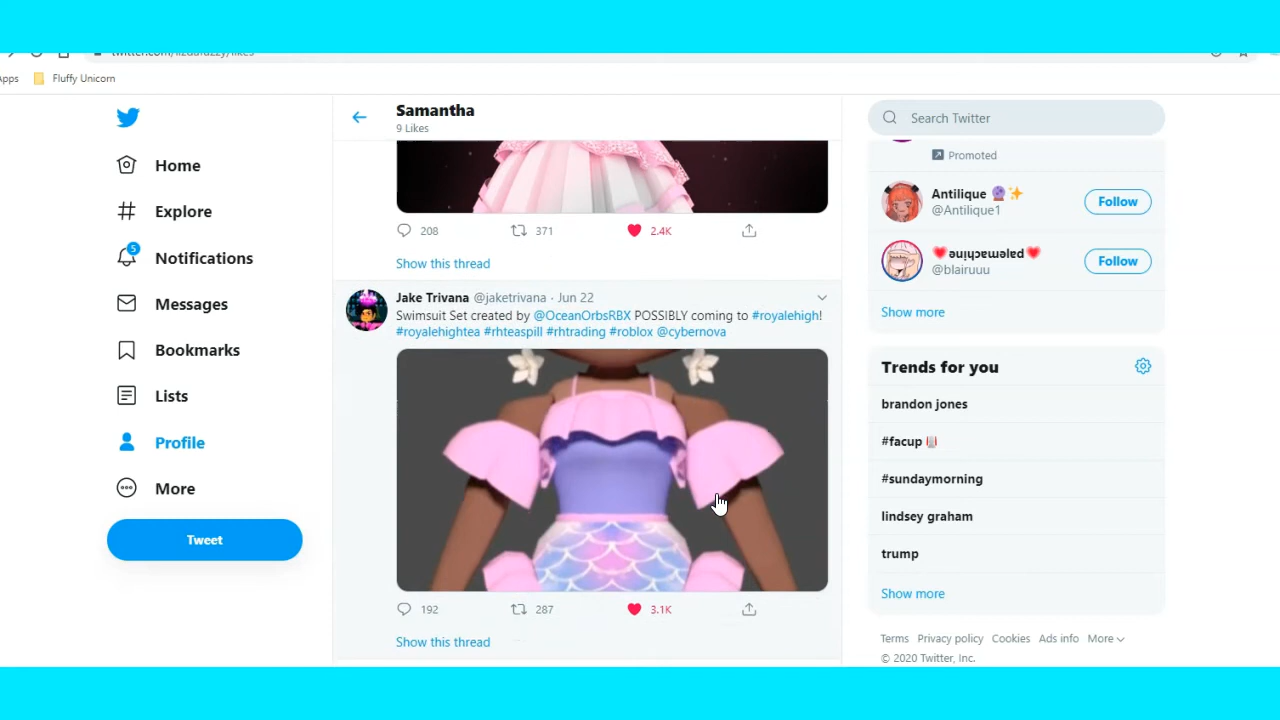 Apps
Fluffy Unicorn
Home
Explore
5
Notifications
Messages
Bookmarks
Lists
Profile
More
Tweet
Samantha
9 Likes
208 371 2.4K
Show this thread
Jake Trivana @jaketrivana · Jun 22
Swimsuit Set created by @OceanOrbsRBX POSSIBLY coming to #royalehigh!
#royalehightea #rhteaspill #rhtrading #roblox @cybernova
192 287 3.1K
Show this thread
Search Twitter
Promoted
Antilique 🔮✨
@Antilique1
Follow
@blairuuu
Follow
Show more
Trends for you
brandon jones
#facup
#sundaymorning
lindsey graham
trump
Show more
Terms Privacy policy Cookies Ads info More
© 2020 Twitter, Inc.